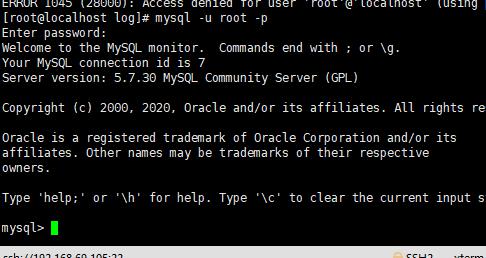 ERROR 1045 (28000): Access denied for user 'root'@'localhost' (using
[root@localhost log]# mysql -u root -p
Enter password:
Welcome to the MySQL monitor.  Commands end with ; or \g.
Your MySQL connection id is 7
Server version: 5.7.30 MySQL Community Server (GPL)
Copyright (c) 2000, 2020, Oracle and/or its affiliates. All rights re
Oracle is a registered trademark of Oracle Corporation and/or its
affiliates. Other names may be trademarks of their respective
owners.
Type 'help;' or '\h' for help. Type '\c' to clear the current input s
mysql>
ssh://192.168.60.105:22 SSH2 xterm